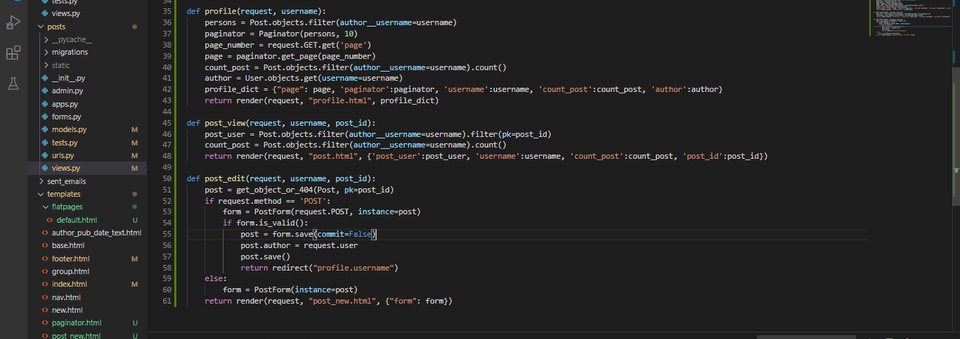 tests.py
views.py
posts
__pycache__
migrations
static
__init__.py
admin.py
apps.py
forms.py
models.py M
tests.py M
urls.py M
views.py M
sent_emails
templates
flatpages
default.html U
author_pub_date_text.html U
base.html
footer.html M
group.html
index.html M
nav.html
new.html
paginator.html U
post_new.html U
34
35 def profile(request, username):
36 persons = Post.objects.filter(author__username=username)
37 paginator = Paginator(persons, 10)
38 page_number = request.GET.get('page')
39 page = paginator.get_page(page_number)
40 count_post = Post.objects.filter(author__username=username).count()
41 author = User.objects.get(username=username)
42 profile_dict = {"page": page, 'paginator':paginator, 'username':username, 'count_post':count_post, 'author':author}
43 return render(request, "profile.html", profile_dict)
44
45 def post_view(request, username, post_id):
46 post_user = Post.objects.filter(author__username=username).filter(pk=post_id)
47 count_post = Post.objects.filter(author__username=username).count()
48 return render(request, "post.html", {'post_user':post_user, 'username':username, 'count_post':count_post, 'post_id':post_id})
49
50 def post_edit(request, username, post_id):
51 post = get_object_or_404(Post, pk=post_id)
52 if request.method == 'POST':
53 form = PostForm(request.POST, instance=post)
54 if form.is_valid():
55 post = form.save(commit=False)
56 post.author = request.user
57 post.save()
58 return redirect("profile.username")
59 else:
60 form = PostForm(instance=post)
61 return render(request, "post_new.html", {"form": form})